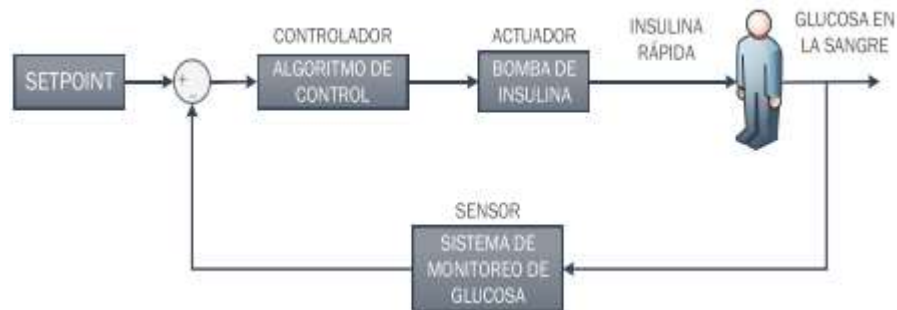 CONTROLADOR
ACTUADOR
INSULINA
RÁPIDA
GLUCOSA EN
LA SANGRE
SETPOINT
+
-
ALGORITMO DE
CONTROL
BOMBA DE
INSULINA
SENSOR
SISTEMA DE
MONITOREO DE
GLUCOSA